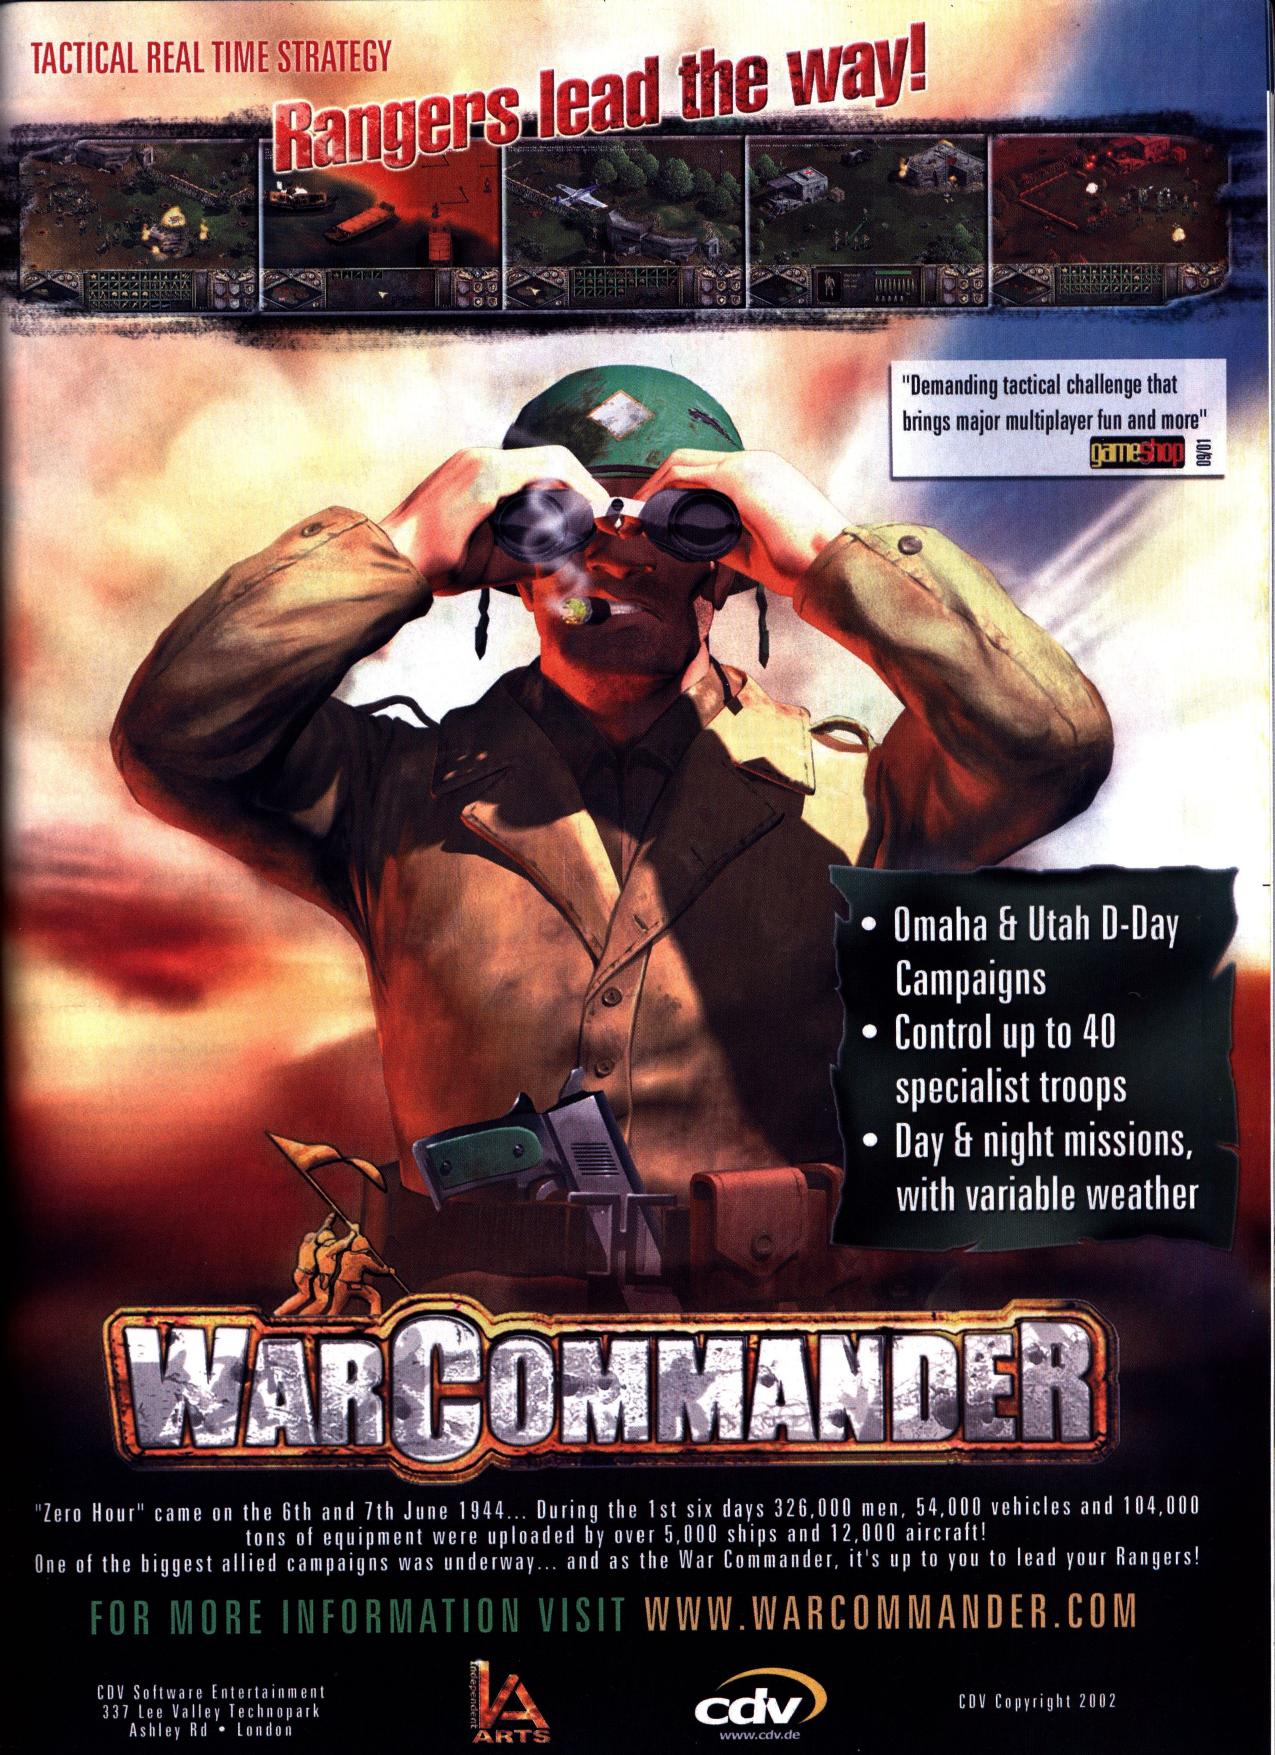 TACTICAL REAL TIME STRATEGY
Rangers lead the way!
"Demanding tactical challenge that
brings major multiplayer fun and more"
gameshop 09/01
• Omaha & Utah D-Day
Campaigns
• Control up to 40
specialist troops
• Day & night missions,
with variable weather
WARCOMMANDER
"Zero Hour" came on the 6th and 7th June 1944... During the 1st six days 326,000 men, 54,000 vehicles and 104,000
tons of equipment were uploaded by over 5,000 ships and 12,000 aircraft!
One of the biggest allied campaigns was underway... and as the War Commander, it's up to you to lead your Rangers!
FOR MORE INFORMATION VISIT WWW.WARCOMMANDER.COM
CDV Software Entertainment
337 Lee Valley Technopark
Ashley Rd • London
Independent
ARTS
cdv
www.cdv.de
CDV Copyright 2002